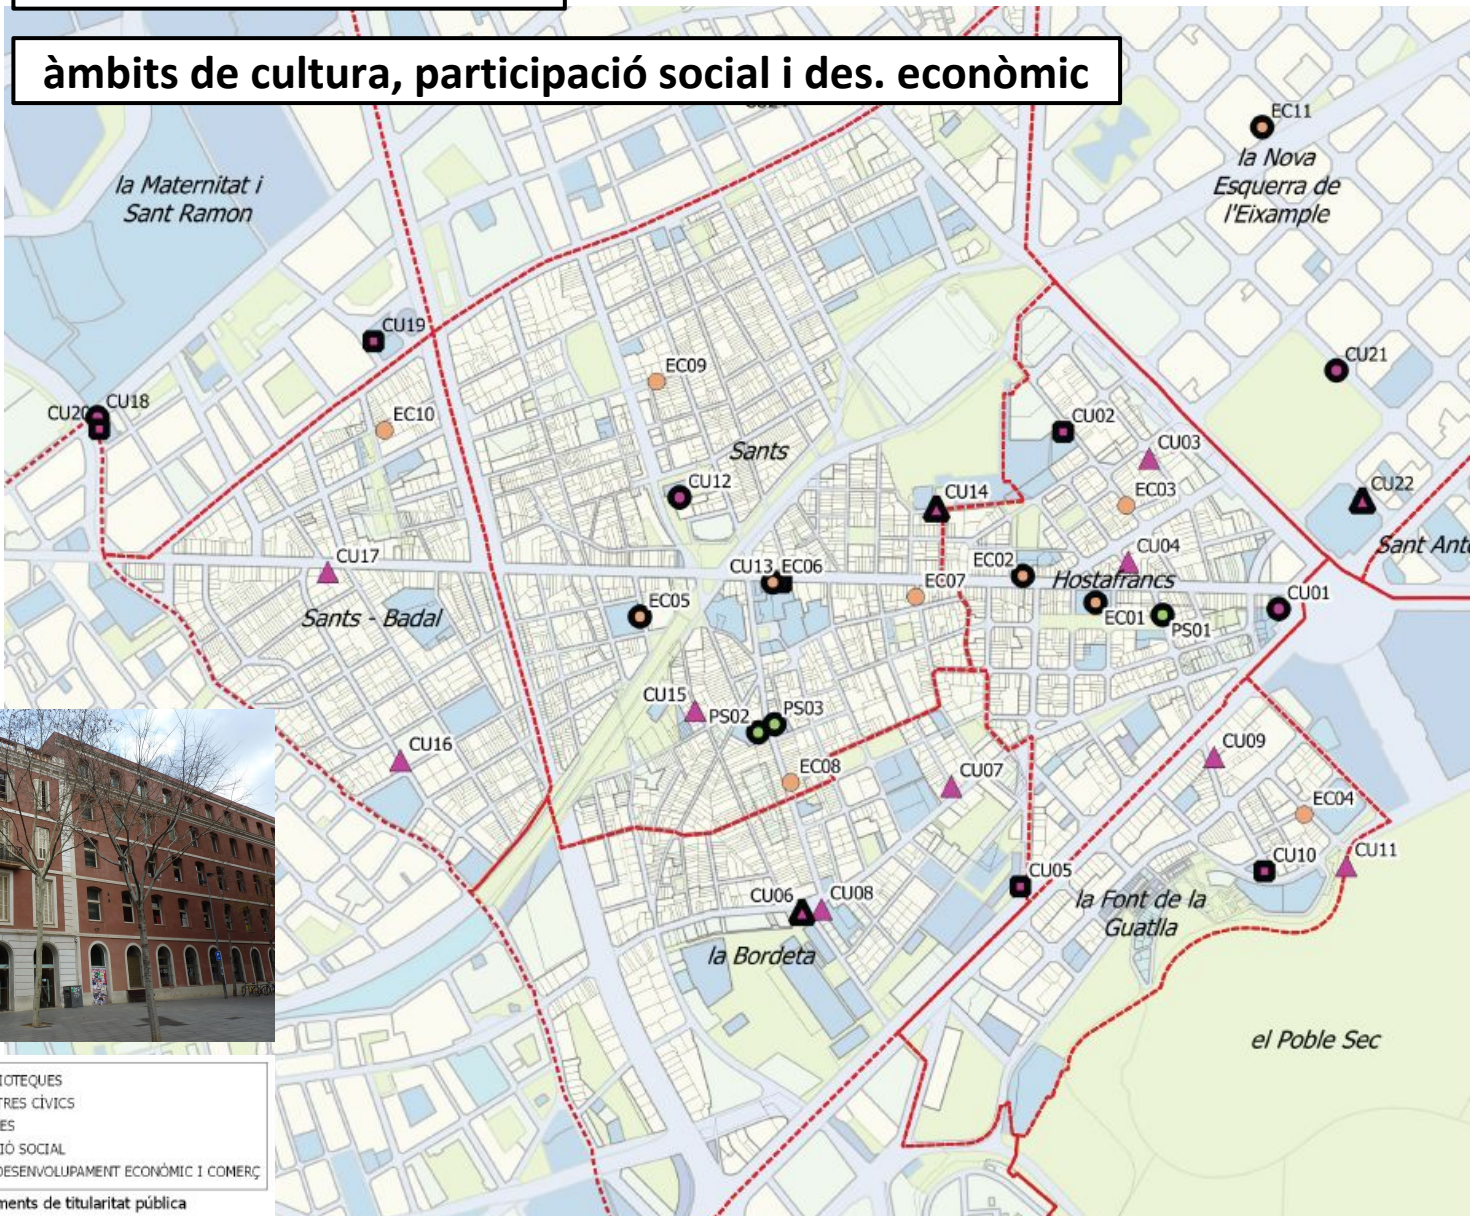 àmbits de cultura, participació social i des. econòmic
EC11
la Nova
Esquerra de
l'Eixample
la Maternitat i
Sant Ramon
CU19
CU21
EC09
CU20
CU18
EC10
CU02
CU03
Sants
CU12
CU14
EC03
CU22
Sant Anto
CU17
CU13
EC06
EC02
CU04
Hostafrancs
EC07
CU01
Sants - Badal
EC05
EC01
PS01
CU15
PS02
PS03
CU16
CU09
EC08
CU07
EC04
CU10
CU11
CU05
CU06
CU08
la Font de la
Guatlla
la Bordeta
el Poble Sec
IOTEQUES
TRES CÍVICS
ES
IÓ SOCIAL
DESENVOLUPAMENT ECONÒMIC I COMERÇ
ments de titularitat pública